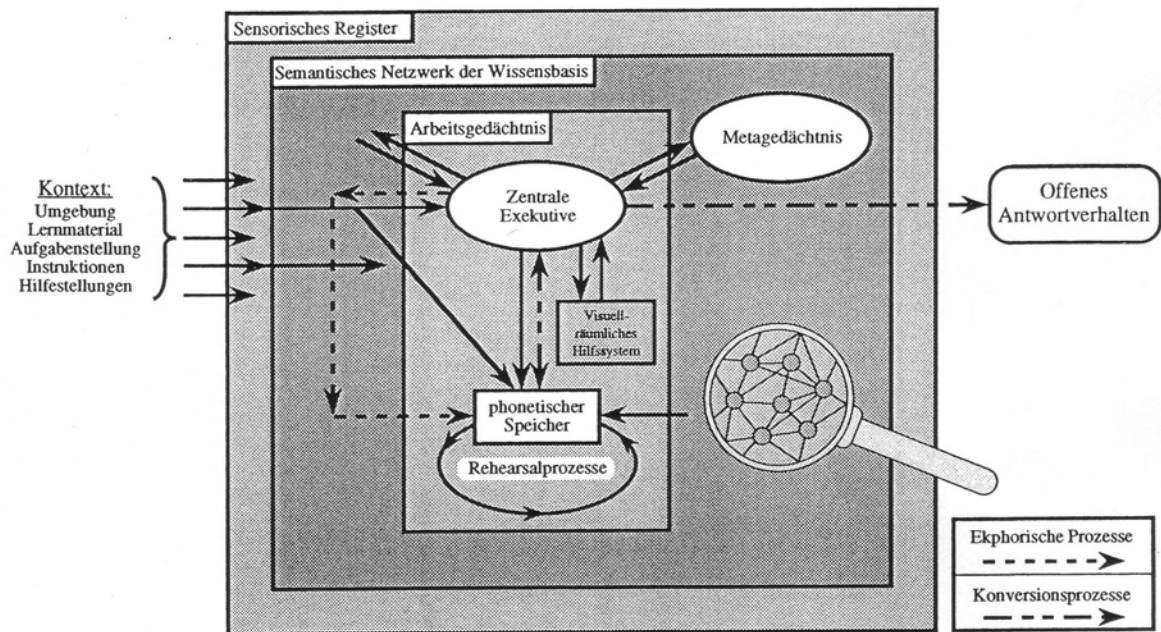 Sensorisches Register
Semantisches Netzwerk der Wissensbasis
Arbeitsgedächtnis
Metagedächtnis
Zentrale
Exekutive
Kontext:
Umgebung
Lernmaterial
Aufgabenstellung
Instruktionen
Hilfestellungen
Offenes
Antwortverhalten
Visuell-
räumliches
Hilfssystem
phonetischer
Speicher
Rehearsalprozesse
Ekphorische Prozesse
Konversionsprozesse